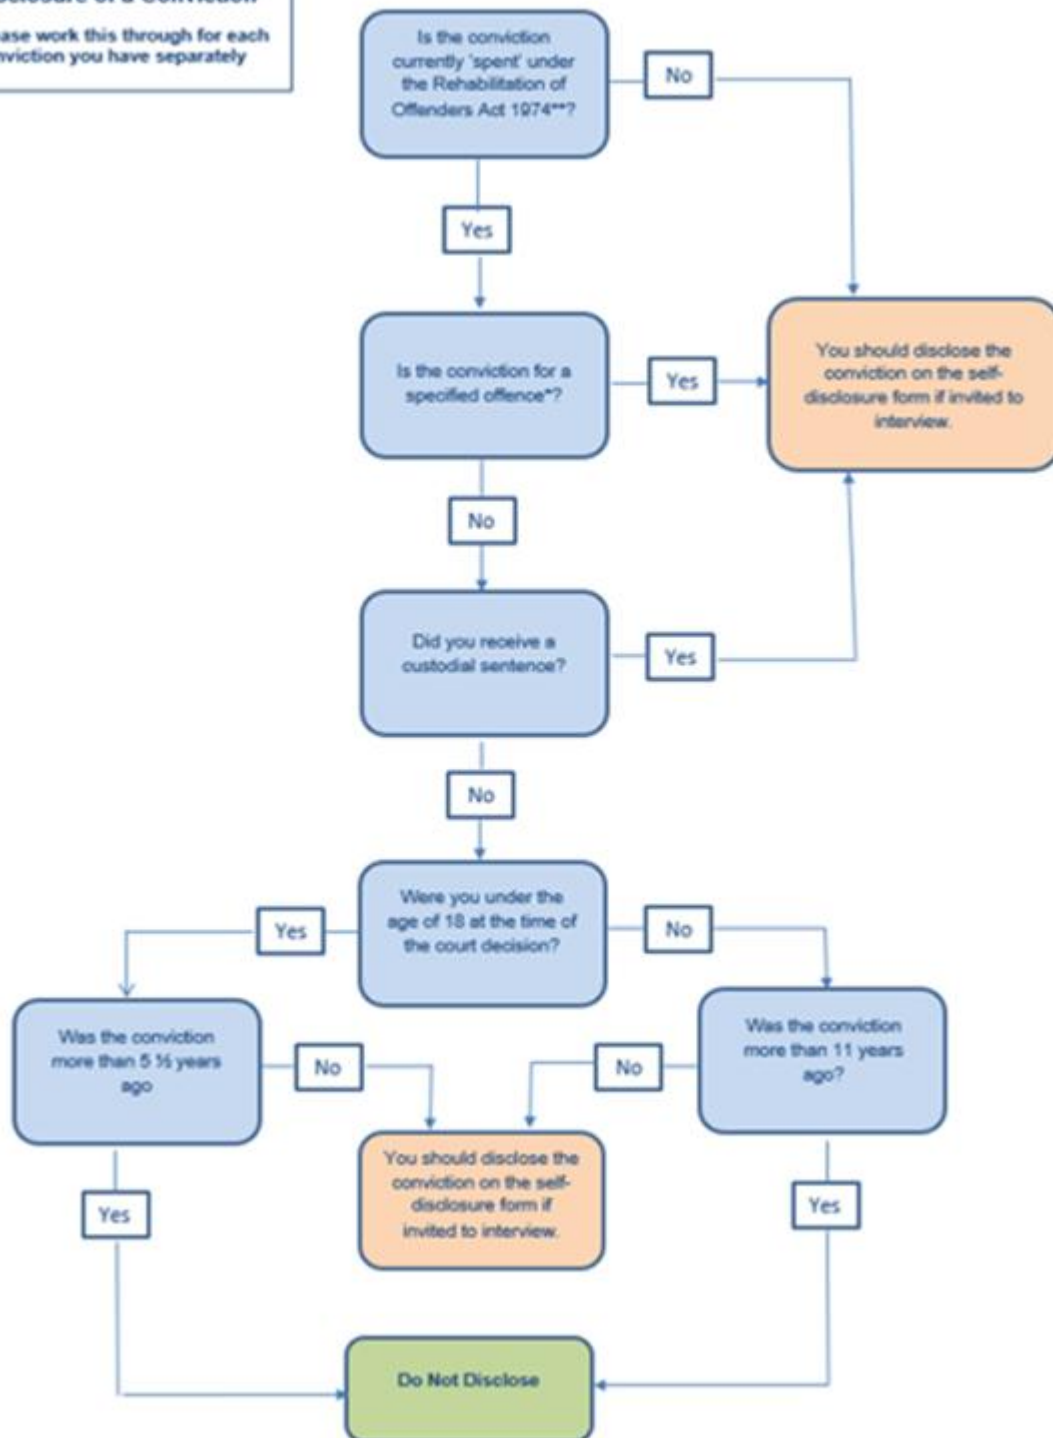 of a Conviction
work this through for each
you have separately
Is the conviction
currently 'spent' under
the Rehabilitation of
Offenders Act 1974**?
No
Yes
Is the conviction for a
specified offence*?
Yes
You should disclose the
conviction on the self-
disclosure form if invited to
interview.
No
Did you receive a
custodial sentence?
Yes
No
Were you under the
age of 18 at the time of
the court decision?
Yes
No
Was the conviction
more than 5 ½ years
ago
No
No
Was the conviction
more than 11 years
ago?
You should disclose the
conviction on the self-
disclosure form if
invited to interview.
Yes
Yes
Do Not Disclose